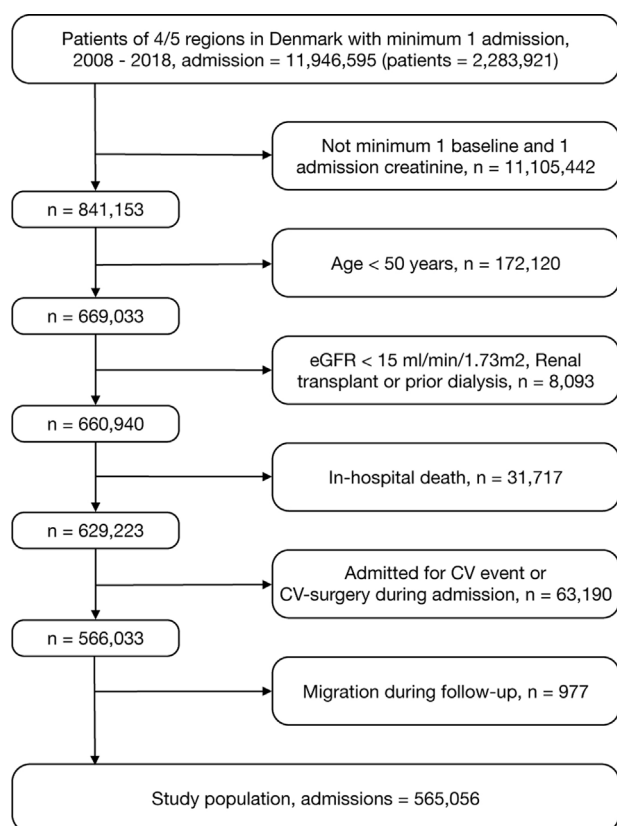 Patients of 4/5 regions in Denmark with minimum 1 admission,
2008 - 2018, admission = 11,946,595 (patients = 2,283,921)
Not minimum 1 baseline and 1
admission creatinine, n = 11,105,442
n = 841,153
Age < 50 years, n = 172,120
n = 669,033
eGFR < 15 ml/min/1.73m2, Renal
transplant or prior dialysis, n = 8,093
n = 660,940
In-hospital death, n = 31,717
n = 629,223
Admitted for CV event or
CV-surgery during admission, n = 63,190
n = 566,033
Migration during follow-up, n = 977
Study population, admissions = 565,056